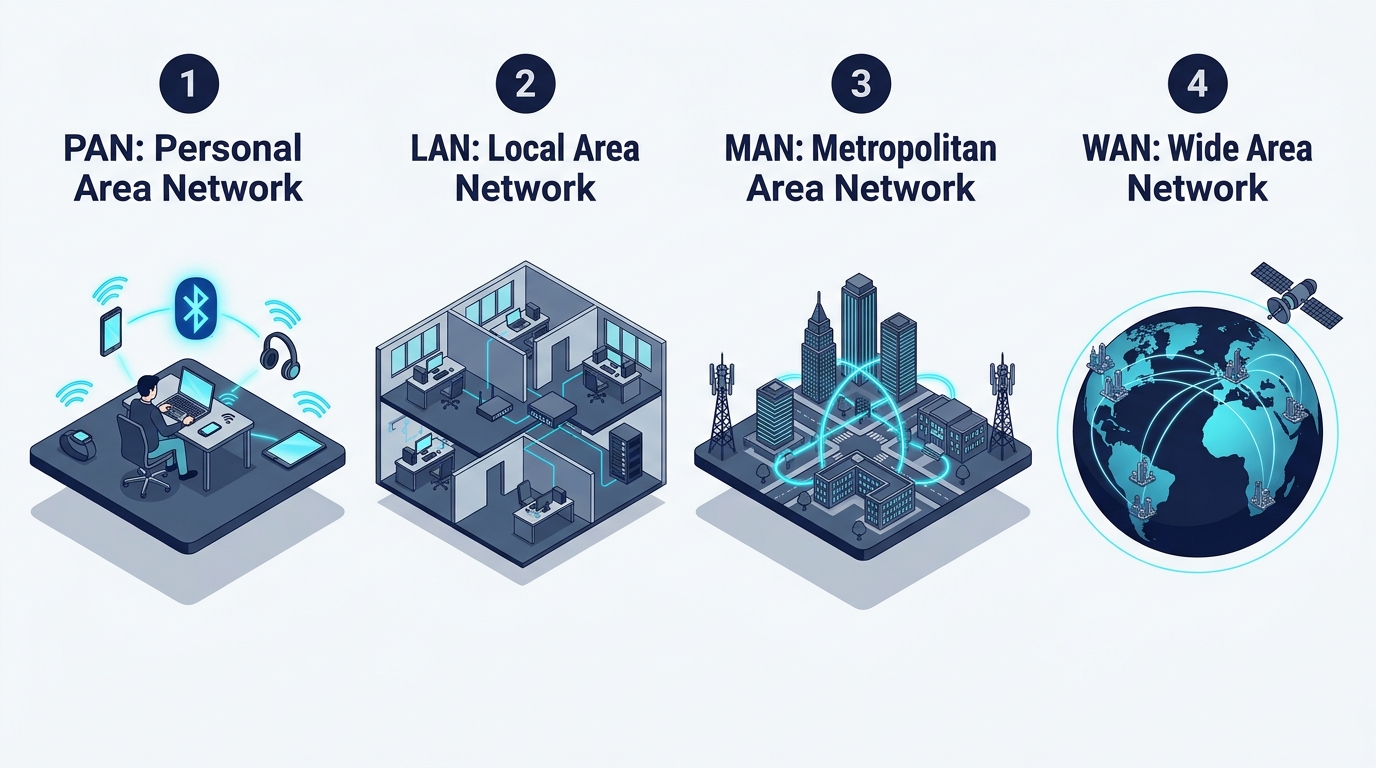 1
PAN: Personal
Area Network
2
LAN: Local Area
Network
3
MAN: Metropolitan
Area Network
4
WAN: Wide Area
Network